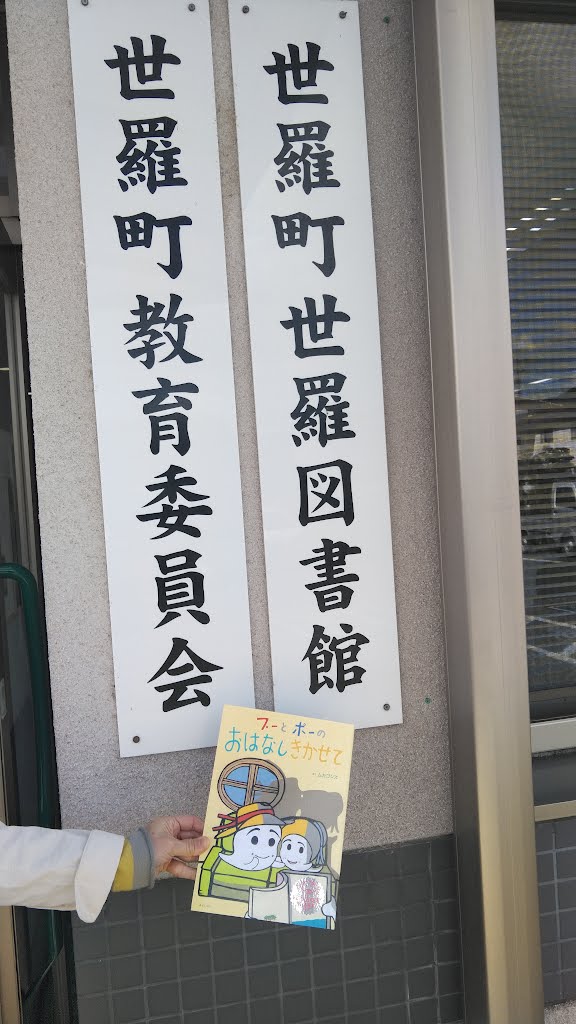 世羅町世羅図書館
世羅町教育委員会
ブーとポーの
おはなしきかせて